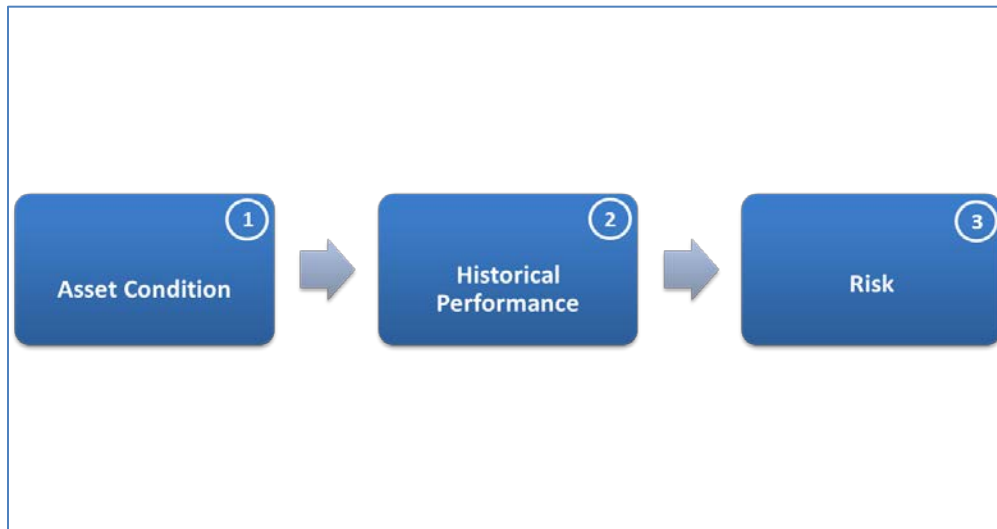 1
Asset Condition
2
Historical
Performance
3
Risk